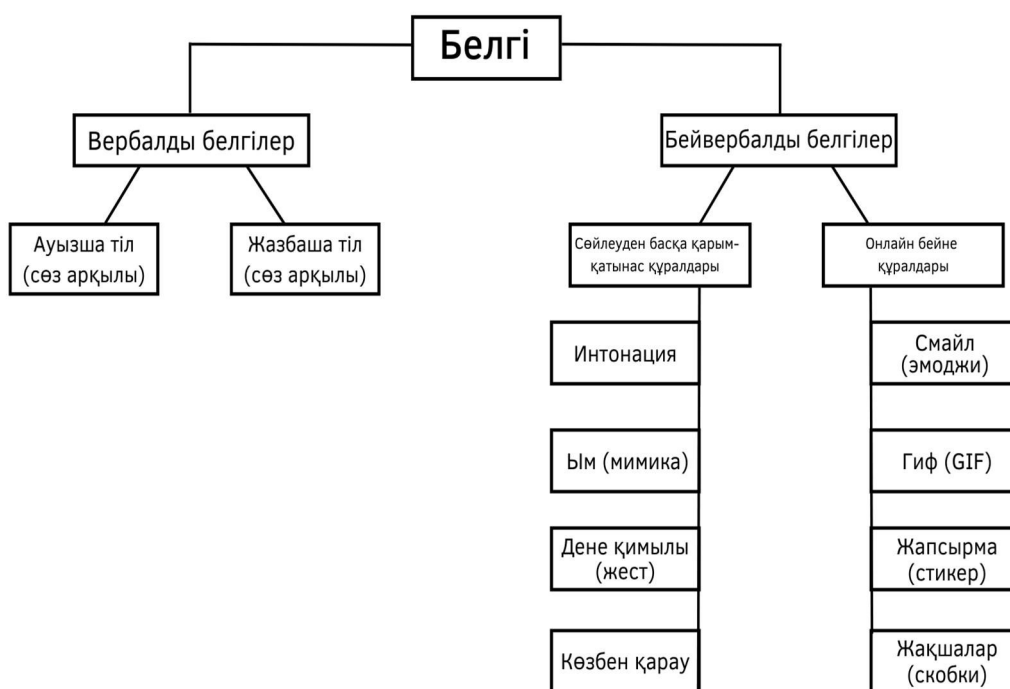 Белгі
Вербалды белгілер
Бейвербалды белгілер
Ауызша тіл
(сөз арқылы)
Жазбаша тіл
(сөз арқылы)
Сөйлеуден басқа қарым-
қатынас құралдары
Онлайн бейне
құралдары
Интонация
Ым (мимика)
Дене қимылы
(жест)
Көзбен қарау
Смайл
(эмоджи)
Гиф (GIF)
Жапсырма
(стикер)
Жақшалар
(скобки)